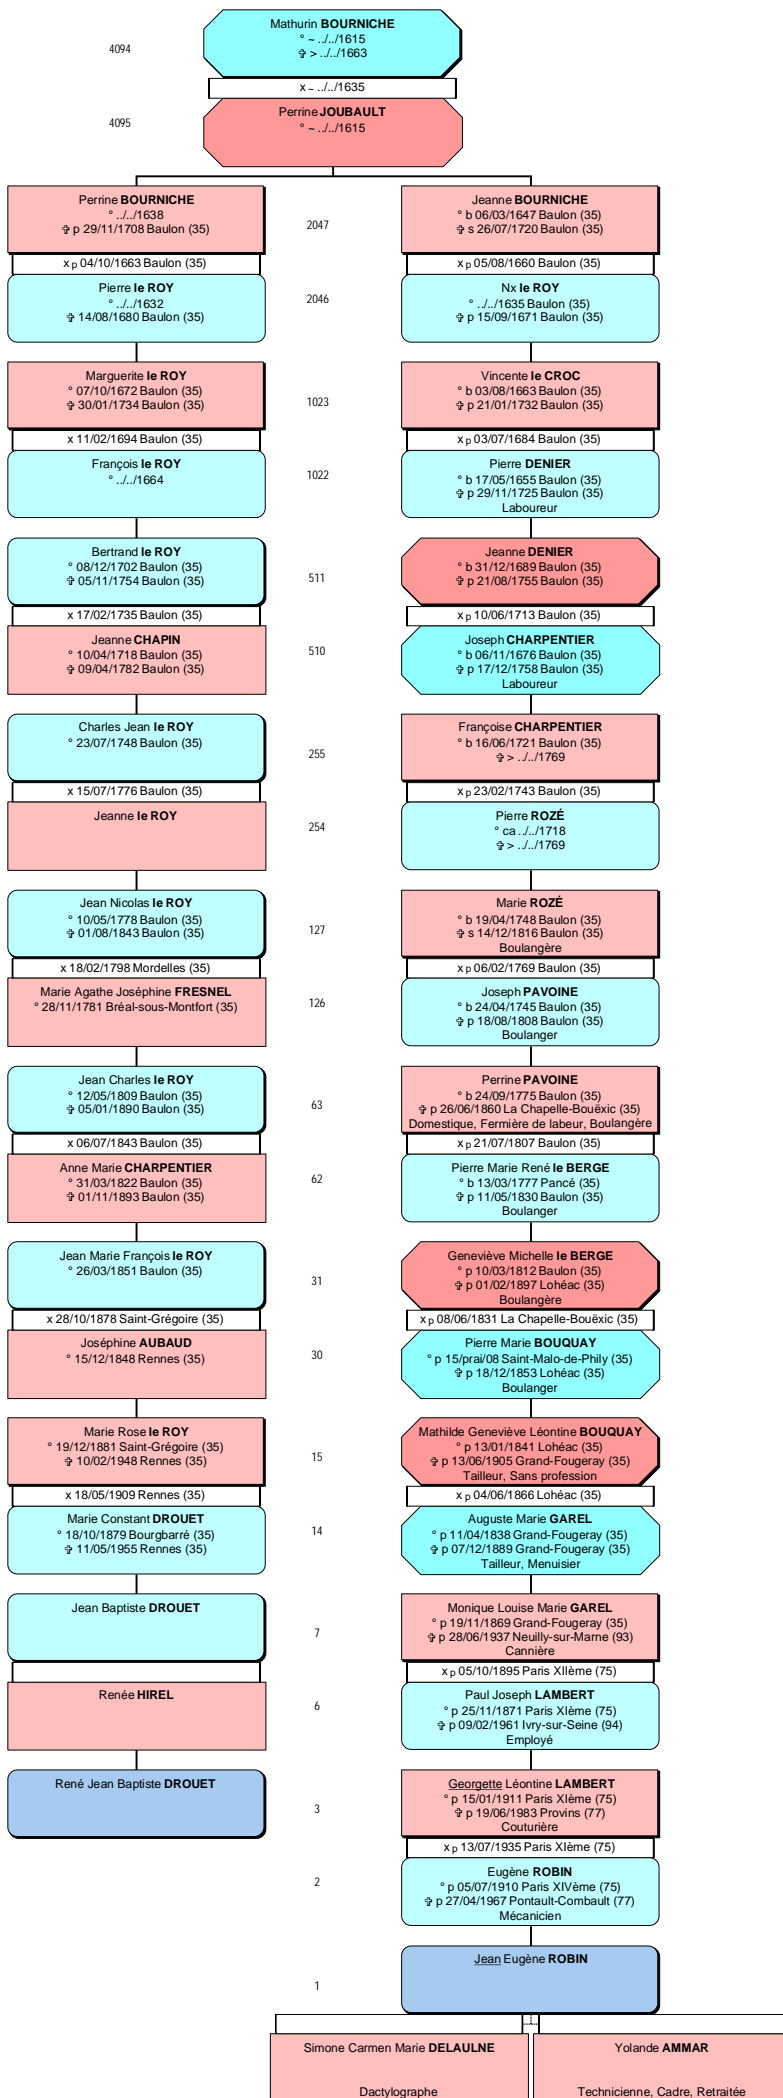 4094
Mathurin BOURNICHE
° ~ ../../1615
✞ > ../../1663
x ~ ../../1635
4095
Perrine JOUBAULT
° ~ ../../1615
Perrine BOURNICHE
° ../../1638
✞ p 29/11/1708 Baulon (35)
x p 04/10/1663 Baulon (35)
Pierre le ROY
° ../../1632
✞ 14/08/1680 Baulon (35)
2047
2046
Jeanne BOURNICHE
° b 06/03/1647 Baulon (35)
✞ s 26/07/1720 Baulon (35)
x p 05/08/1660 Baulon (35)
Nx le ROY
° ../../1635 Baulon (35)
✞ p 15/09/1671 Baulon (35)
Marguerite le ROY
° 07/10/1672 Baulon (35)
✞ 30/01/1734 Baulon (35)
x 11/02/1694 Baulon (35)
François le ROY
° ../../1664
1023
1022
Vincente le CROC
° b 03/08/1663 Baulon (35)
✞ p 21/01/1732 Baulon (35)
x p 03/07/1684 Baulon (35)
Pierre DENIER
° b 17/05/1655 Baulon (35)
✞ p 29/11/1725 Baulon (35)
Laboureur
Bertrand le ROY
° 08/12/1702 Baulon (35)
✞ 05/11/1754 Baulon (35)
x 17/02/1735 Baulon (35)
Jeanne CHAPIN
° 10/04/1718 Baulon (35)
✞ 09/04/1782 Baulon (35)
511
510
Jeanne DENIER
° b 31/12/1689 Baulon (35)
✞ p 21/08/1755 Baulon (35)
x p 10/06/1713 Baulon (35)
Joseph CHARPENTIER
° b 06/11/1676 Baulon (35)
✞ p 17/12/1758 Baulon (35)
Laboureur
Charles Jean le ROY
° 23/07/1748 Baulon (35)
x 15/07/1776 Baulon (35)
Jeanne le ROY
255
254
Françoise CHARPENTIER
° b 16/06/1721 Baulon (35)
✞ > ../../1769
x p 23/02/1743 Baulon (35)
Pierre ROZÉ
° ca ../../1718
✞ > ../../1769
Jean Nicolas le ROY
° 10/05/1778 Baulon (35)
✞ 01/08/1843 Baulon (35)
x 18/02/1798 Mordelles (35)
Marie Agathe Joséphine FRESNEL
° 28/11/1781 Bréal-sous-Montfort (35)
127
126
Marie ROZÉ
° b 19/04/1748 Baulon (35)
✞ s 14/12/1816 Baulon (35)
Boulangère
x p 06/02/1769 Baulon (35)
Joseph PAVOINE
° b 24/04/1745 Baulon (35)
✞ p 18/08/1808 Baulon (35)
Boulanger
Jean Charles le ROY
° 12/05/1809 Baulon (35)
✞ 05/01/1890 Baulon (35)
x 06/07/1843 Baulon (35)
Anne Marie CHARPENTIER
° 31/03/1822 Baulon (35)
✞ 01/11/1893 Baulon (35)
63
62
Perrine PAVOINE
° b 24/09/1775 Baulon (35)
✞ p 26/06/1860 La Chapelle-Bouëxic (35)
Domestique, Fermière de labeur, Boulangère
x p 21/07/1807 Baulon (35)
Pierre Marie René le BERGE
° b 13/03/1777 Pancé (35)
✞ p 11/05/1830 Baulon (35)
Boulanger
Jean Marie François le ROY
° 26/03/1851 Baulon (35)
x 28/10/1878 Saint-Grégoire (35)
Joséphine AUBAUD
° 15/12/1848 Rennes (35)
31
30
Geneviève Michelle le BERGE
° p 10/03/1812 Baulon (35)
✞ p 01/02/1897 Lohéac (35)
Boulangère
x p 08/06/1831 La Chapelle-Bouëxic (35)
Pierre Marie BOUQUAY
° p 15/prai/08 Saint-Malo-de-Phily (35)
✞ p 18/12/1853 Lohéac (35)
Boulanger
Marie Rose le ROY
° 19/12/1881 Saint-Grégoire (35)
✞ 10/02/1948 Rennes (35)
x 18/05/1909 Rennes (35)
Marie Constant DROUET
° 18/10/1879 Bourgbarré (35)
✞ 11/05/1955 Rennes (35)
15
14
Mathilde Geneviève Léontine BOUQUAY
° p 13/01/1841 Lohéac (35)
✞ p 13/06/1905 Grand-Fougeray (35)
Tailleur, Sans profession
x p 04/06/1866 Lohéac (35)
Auguste Marie GAREL
° p 11/04/1838 Grand-Fougeray (35)
✞ p 07/12/1889 Grand-Fougeray (35)
Tailleur, Menuisier
Jean Baptiste DROUET
Renée HIREL
7
6
Monique Louise Marie GAREL
° p 19/11/1869 Grand-Fougeray (35)
✞ p 28/06/1937 Neuilly-sur-Marne (93)
Cannière
x p 05/10/1895 Paris XIIème (75)
Paul Joseph LAMBERT
° p 25/11/1871 Paris XIème (75)
✞ p 09/02/1961 Ivry-sur-Seine (94)
Employé
René Jean Baptiste DROUET
3
2
Georgette Léontine LAMBERT
° p 15/01/1911 Paris XIème (75)
✞ p 19/06/1983 Provins (77)
Couturière
x p 13/07/1935 Paris XIème (75)
Eugène ROBIN
° p 05/07/1910 Paris XIVème (75)
✞ p 27/04/1967 Pontault-Combault (77)
Mécanicien
1
Jean Eugène ROBIN
Simone Carmen Marie DELAULNE
Dactylographe
Yolande AMMAR
Technicienne, Cadre, Retraitée